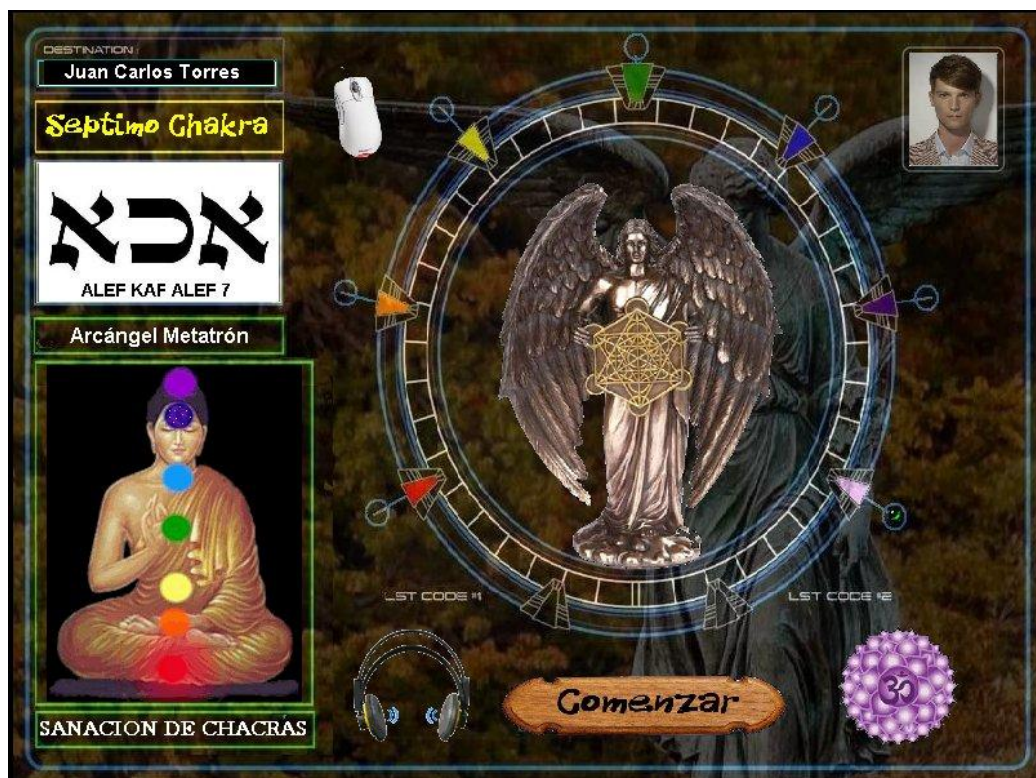 DESTINATION :
Juan Carlos Torres
Septimo Chakra
אכא
ALEF KAF ALEF 7
Arcángel Metatrón
SANACION DE CHACRAS
LST CODE #1
LST CODE #2
Comenzar
ॐ